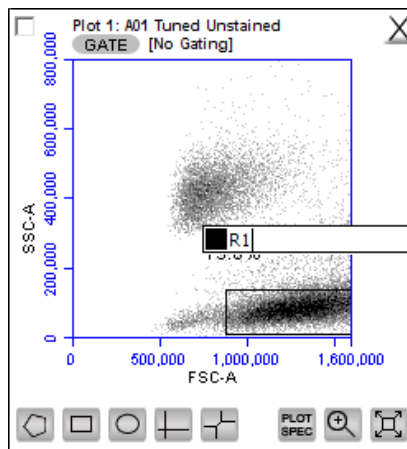 Plot 1: A01 Tuned Unstained
GATE [No Gating]
800,000
600,000
400,000
200,000
0
SSC-A
R1
0 500,000 1,000,000 1,600,000
FSC-A
PLOT
SPEC